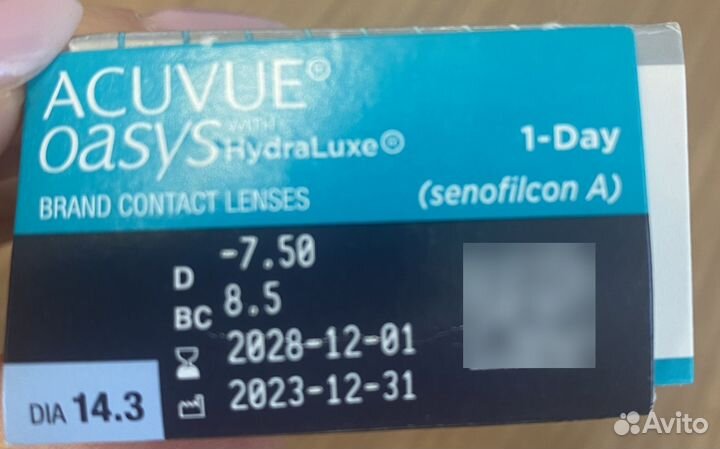 ACUVUE®
OASYS WITH HydraLuxe® 1-Day
BRAND CONTACT LENSES (senofilcon A)
D -7.50
BC 8.5
2028-12-01
DIA 14.3 2023-12-31
Avito